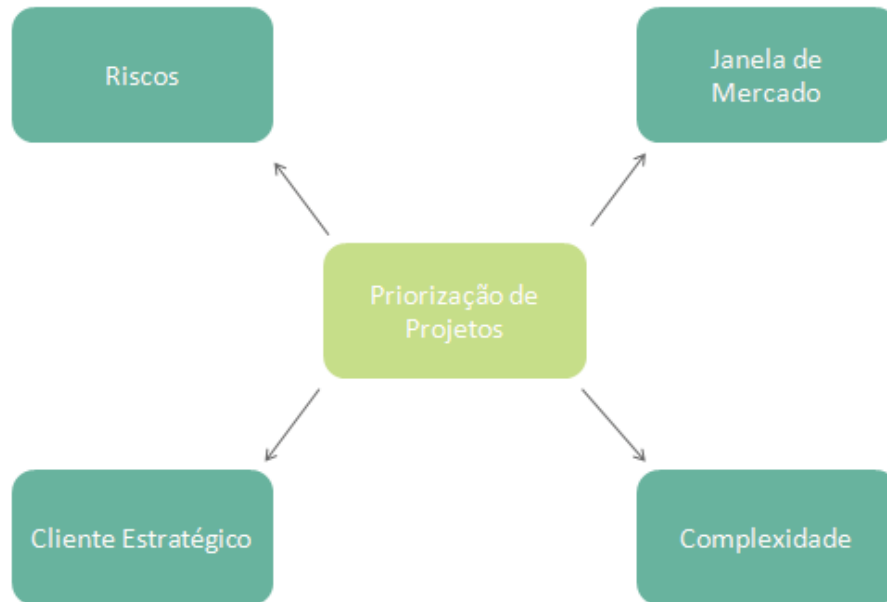 Riscos
Janela de
Mercado
Priorização de
Projetos
Cliente Estratégico
Complexidade